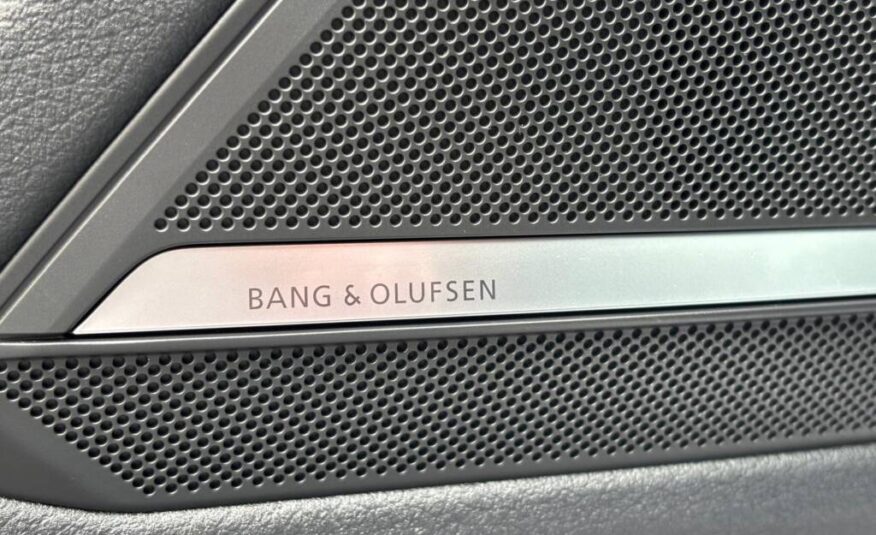 BANG & OLUFSEN